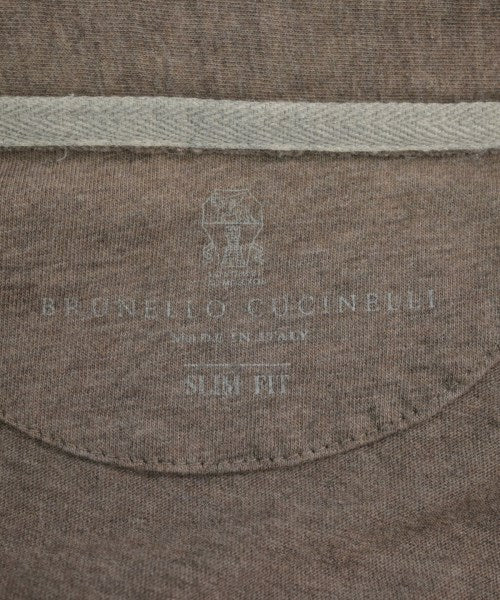 BRUNELLO CUCINELLI
MADE IN ITALY
SLIM FIT